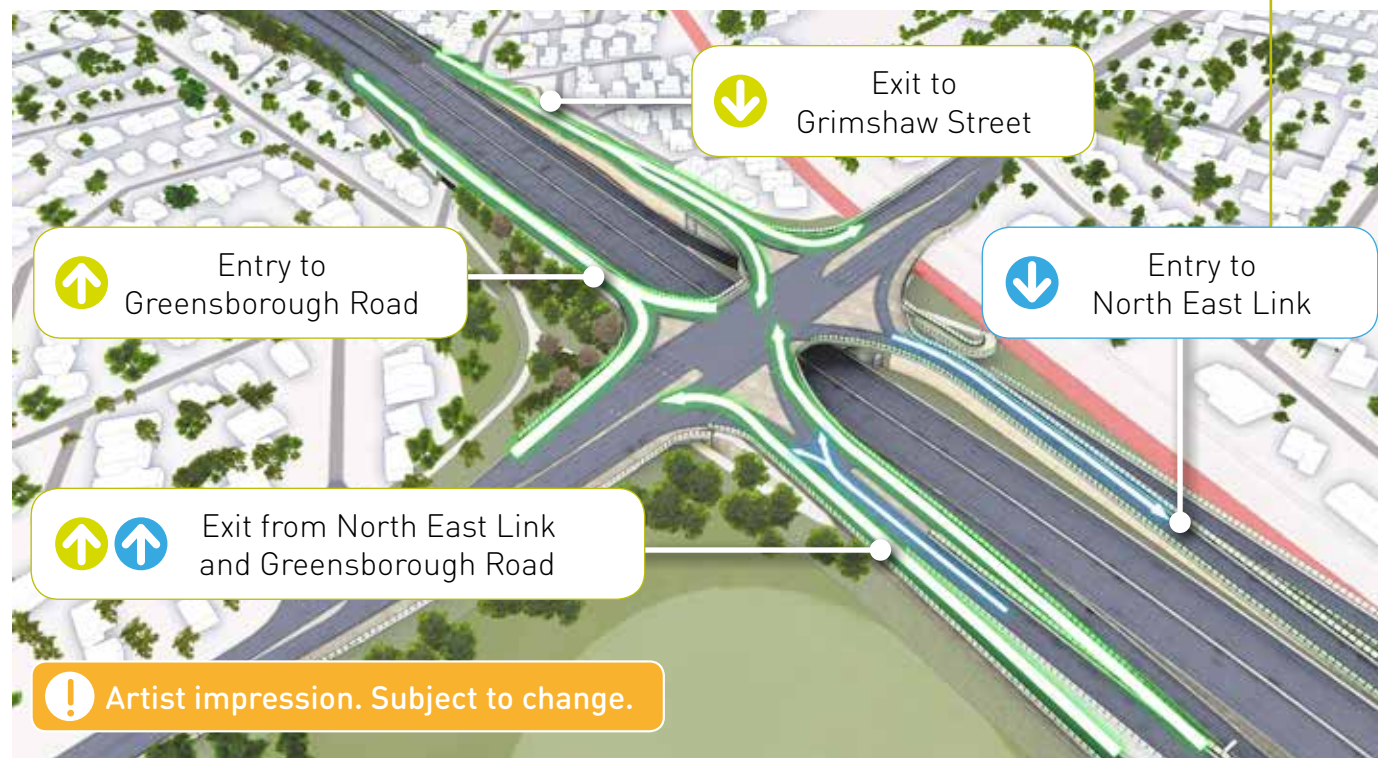 Exit to
Grimshaw Street
Entry to
Greensborough Road
Entry to
North East Link
Exit from North East Link
and Greensborough Road
Artist impression. Subject to change.